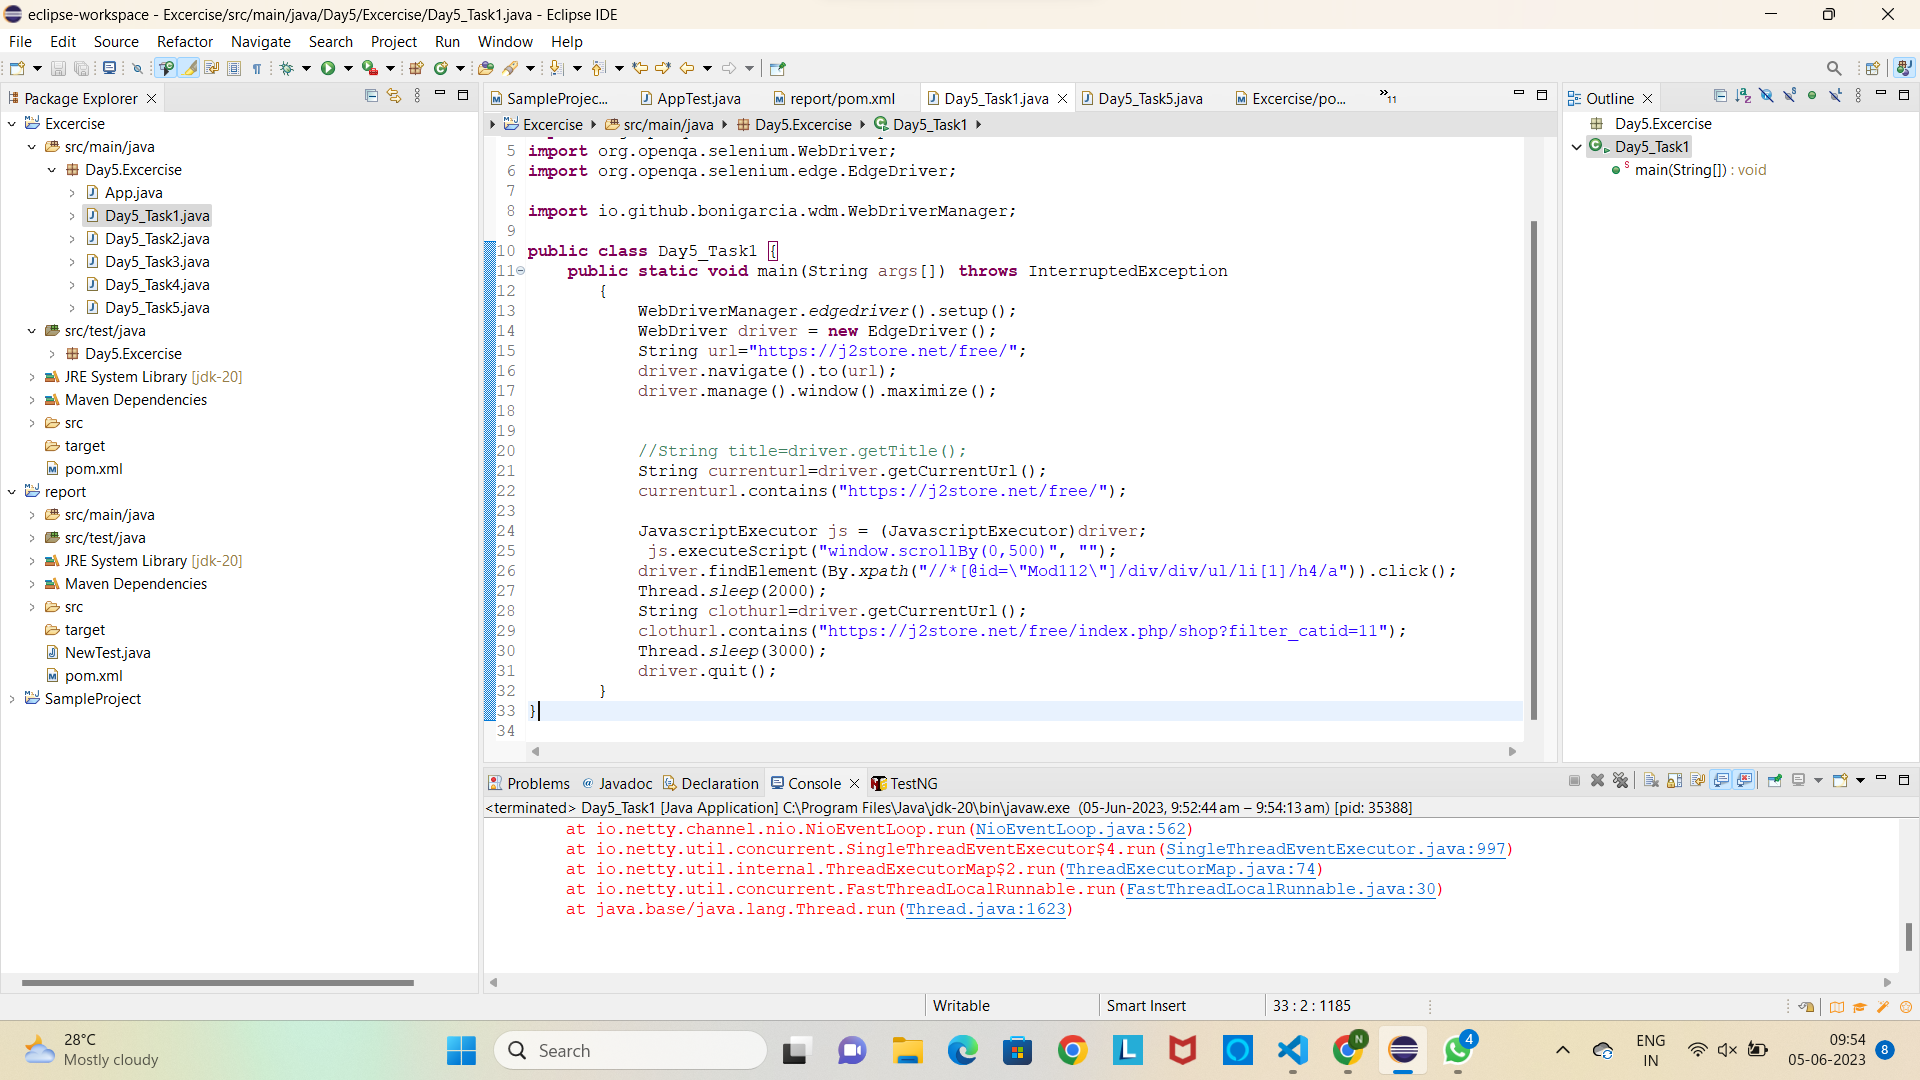 eclipse-workspace - Excercise/src/main/java/Day5/Excercise/Day5_Task1.java - Eclipse IDE
File Edit Source Refactor Navigate Search Project Run Window Help
Package Explorer
Excercise
src/main/java
Day5.Excercise
App.java
Day5_Task1.java
Day5_Task2.java
Day5_Task3.java
Day5_Task4.java
Day5_Task5.java
src/test/java
Day5.Excercise
JRE System Library [jdk-20]
Maven Dependencies
src
target
pom.xml
report
src/main/java
src/test/java
JRE System Library [jdk-20]
Maven Dependencies
src
target
NewTest.java
pom.xml
SampleProject
SampleProjec... AppTest.java report/pom.xml Day5_Task1.java Day5_Task5.java Excercise/po... »11
Excercise src/main/java Day5.Excercise Day5_Task1
5 import org.openqa.selenium.WebDriver;
6 import org.openqa.selenium.edge.EdgeDriver;
7
8 import io.github.bonigarcia.wdm.WebDriverManager;
9
10 public class Day5_Task1 {
11 public static void main(String args[]) throws InterruptedException
12 {
13 WebDriverManager.edgedriver().setup();
14 WebDriver driver = new EdgeDriver();
15 String url="https://j2store.net/free/";
16 driver.navigate().to(url);
17 driver.manage().window().maximize();
18
19
20 //String title=driver.getTitle();
21 String currenturl=driver.getCurrentUrl();
22 currenturl.contains("https://j2store.net/free/");
23
24 JavascriptExecutor js = (JavascriptExecutor)driver;
25 js.executeScript("window.scrollBy(0,500)", "");
26 driver.findElement(By.xpath("//*[@id=\"Mod112\"]/div/div/ul/li[1]/h4/a")).click();
27 Thread.sleep(2000);
28 String clothurl=driver.getCurrentUrl();
29 clothurl.contains("https://j2store.net/free/index.php/shop?filter_catid=11");
30 Thread.sleep(3000);
31 driver.quit();
32 }
33 }
34
Outline
Day5.Excercise
Day5_Task1
main(String[]) : void
Problems Javadoc Declaration Console TestNG
<terminated> Day5_Task1 [Java Application] C:\Program Files\Java\jdk-20\bin\javaw.exe (05-Jun-2023, 9:52:44 am – 9:54:13 am) [pid: 35388]
at io.netty.channel.nio.NioEventLoop.run(NioEventLoop.java:562)
at io.netty.util.concurrent.SingleThreadEventExecutor$4.run(SingleThreadEventExecutor.java:997)
at io.netty.util.internal.ThreadExecutorMap$2.run(ThreadExecutorMap.java:74)
at io.netty.util.concurrent.FastThreadLocalRunnable.run(FastThreadLocalRunnable.java:30)
at java.base/java.lang.Thread.run(Thread.java:1623)
Writable Smart Insert 33 : 2 : 1185
28°C
Mostly cloudy
Search
N
4
ENG
IN
09:54
05-06-2023
8